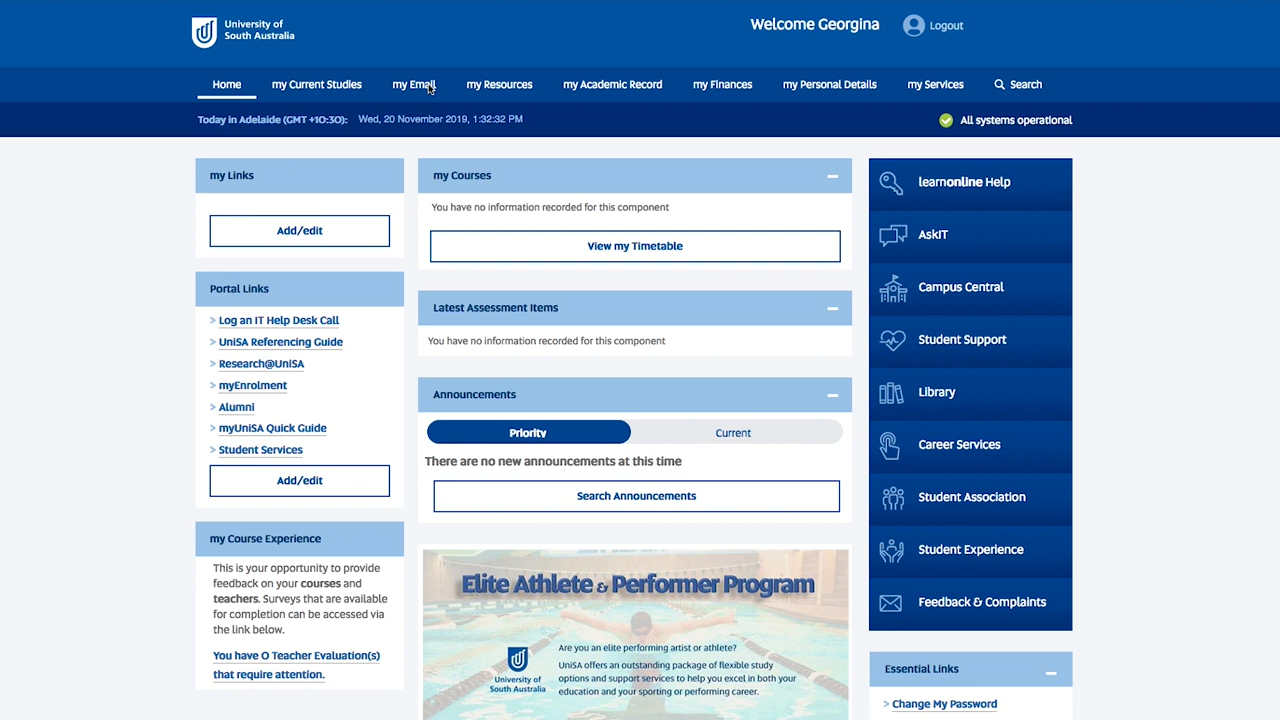 University of
South Australia
Welcome Georgina
Logout
Home
my Current Studies
my Email
my Resources
my Academic Record
my Finances
my Personal Details
my Services
Search
Today in Adelaide (GMT +10:30): Wed, 20 November 2019, 1:32:32 PM
All systems operational
my Links
Add/edit
Portal Links
> Log an IT Help Desk Call
> UniSA Referencing Guide
> Research@UniSA
> myEnrolment
> Alumni
> myUniSA Quick Guide
> Student Services
Add/edit
my Course Experience
This is your opportunity to provide
feedback on your courses and
teachers. Surveys that are available
for completion can be accessed via
the link below.
You have 0 Teacher Evaluation(s)
that require attention.
my Courses
You have no information recorded for this component
View my Timetable
Latest Assessment Items
You have no information recorded for this component
Announcements
Priority
Current
There are no new announcements at this time
Search Announcements
Elite Athlete & Performer Program
University of
South Australia
Are you an elite performing artist or athlete?
UniSA offers an outstanding package of flexible study
options and support services to help you excel in both your
education and your sporting or performing career.
learnonline Help
AskIT
Campus Central
Student Support
Library
Career Services
Student Association
Student Experience
Feedback & Complaints
Essential Links
> Change My Password